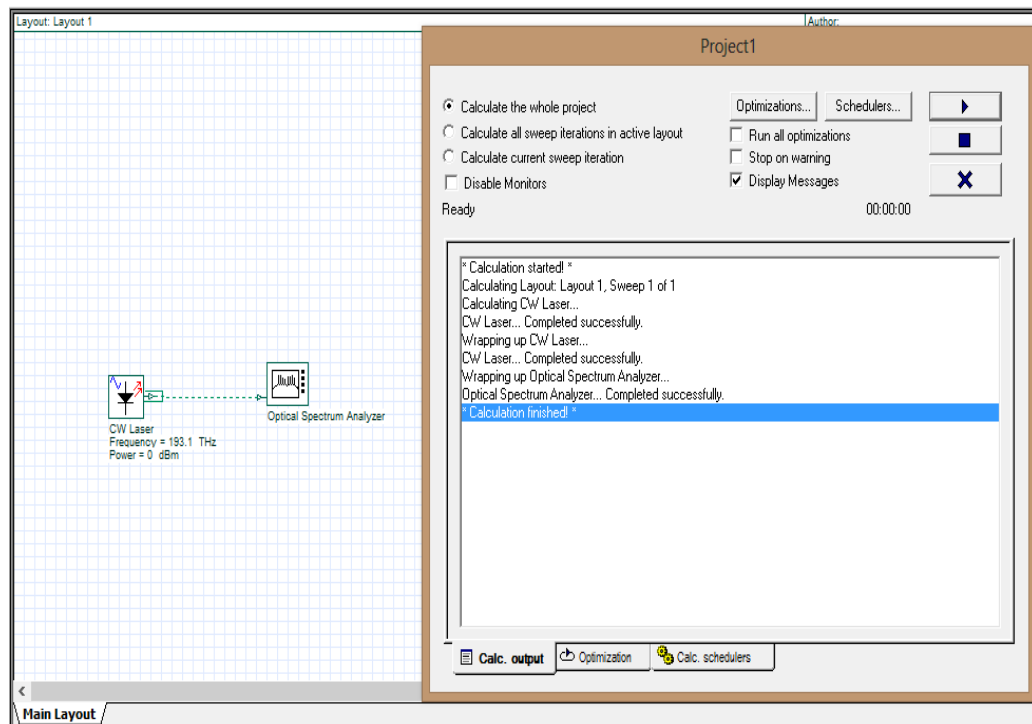 Layout: Layout 1
Author:
Project1
Calculate the whole project
Calculate all sweep iterations in active layout
Calculate current sweep iteration
Disable Monitors
Ready
Optimizations...
Schedulers...
Run all optimizations
Stop on warning
Display Messages
00:00:00
* Calculation started! *
Calculating Layout: Layout 1, Sweep 1 of 1
Calculating CW Laser...
CW Laser... Completed successfully.
Wrapping up CW Laser...
CW Laser... Completed successfully.
Wrapping up Optical Spectrum Analyzer...
Optical Spectrum Analyzer... Completed successfully.
* Calculation finished! *
CW Laser
Frequency = 193.1 THz
Power = 0 dBm
Optical Spectrum Analyzer
Calc. output
Optimization
Calc. schedulers
Main Layout